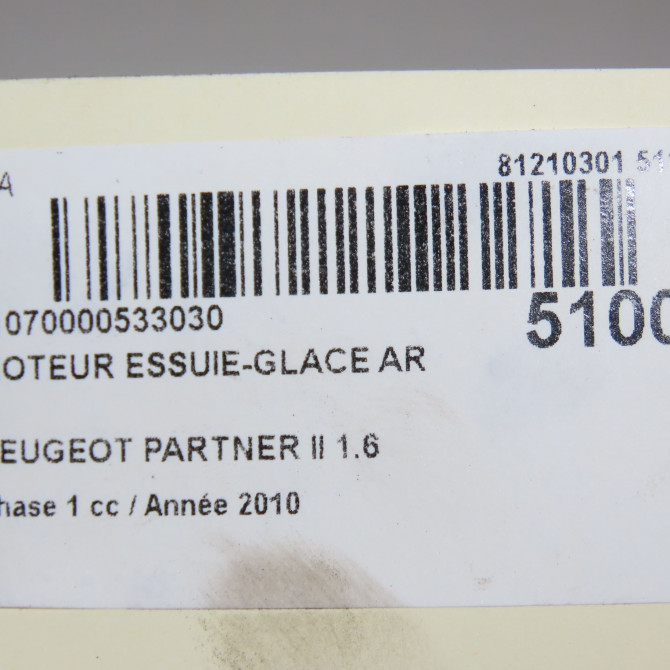 A
81210301 51
070000533030
5100
OTEUR ESSUIE-GLACE AR
EUGEOT PARTNER II 1.6
hase 1 cc / Année 2010